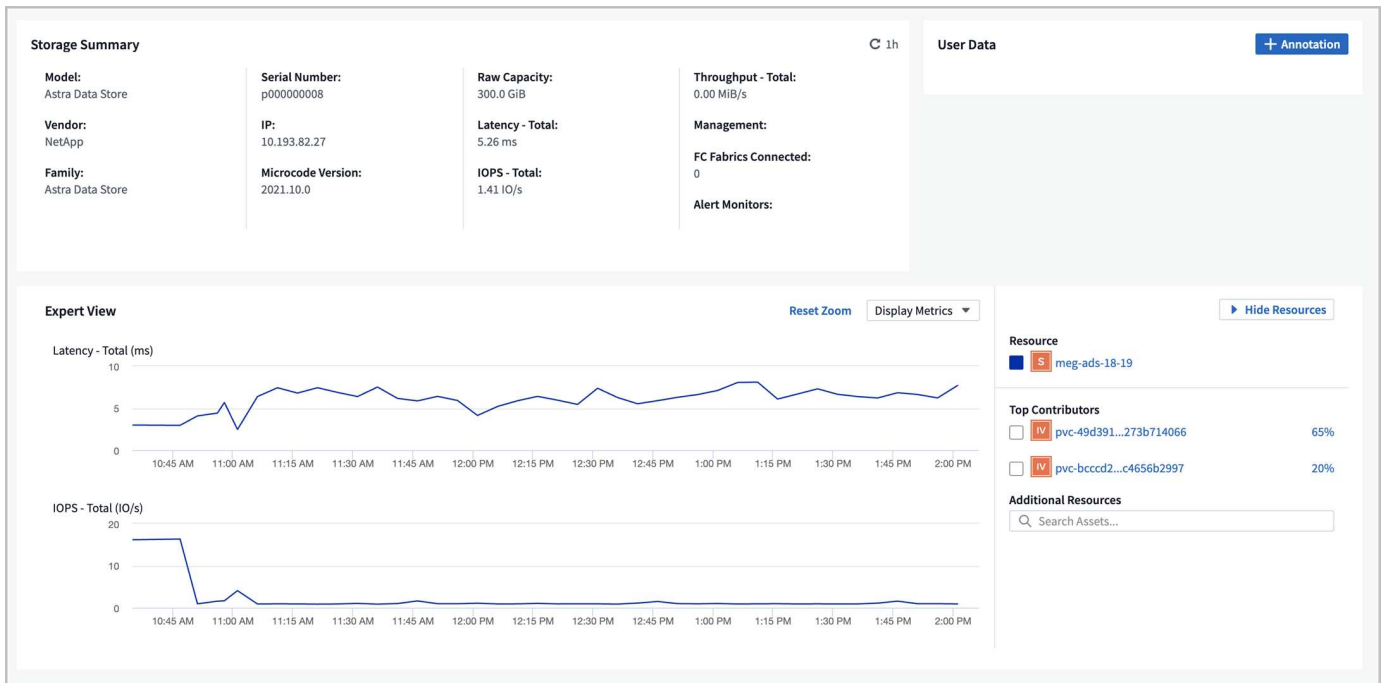 Storage Summary
1h
Model:
Astra Data Store
Vendor:
NetApp
Family:
Astra Data Store
Serial Number:
p000000008
IP:
10.193.82.27
Microcode Version:
2021.10.0
Raw Capacity:
300.0 GiB
Latency - Total:
5.26 ms
IOPS - Total:
1.41 IO/s
Throughput - Total:
0.00 MiB/s
Management:
FC Fabrics Connected:
0
Alert Monitors:
User Data
+ Annotation
Expert View
Reset Zoom
Display Metrics
Latency - Total (ms)
10
5
0
10:45 AM 11:00 AM 11:15 AM 11:30 AM 11:45 AM 12:00 PM 12:15 PM 12:30 PM 12:45 PM 1:00 PM 1:15 PM 1:30 PM 1:45 PM 2:00 PM
IOPS - Total (IO/s)
20
10
0
10:45 AM 11:00 AM 11:15 AM 11:30 AM 11:45 AM 12:00 PM 12:15 PM 12:30 PM 12:45 PM 1:00 PM 1:15 PM 1:30 PM 1:45 PM 2:00 PM
Hide Resources
Resource
S meg-ads-18-19
Top Contributors
IV pvc-49d391...273b714066 65%
IV pvc-bcccd2...c4656b2997 20%
Additional Resources
Search Assets...